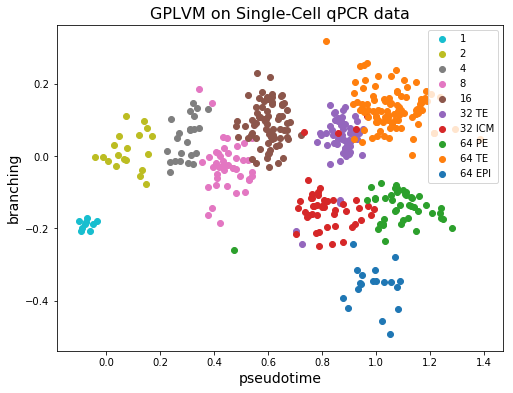 GPLVM on Single-Cell qPCR data
1
2
4
8
16
32 TE
32 ICM
64 PE
64 TE
64 EPI
branching
0.2
0.0
−0.2
−0.4
0.0 0.2 0.4 0.6 0.8 1.0 1.2 1.4
pseudotime